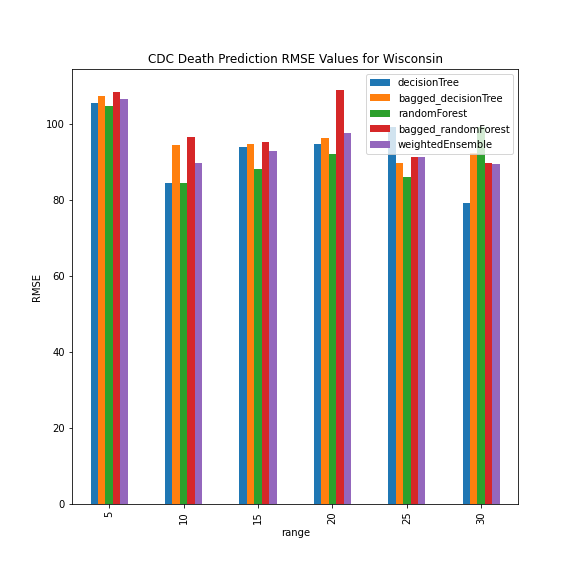 CDC Death Prediction RMSE Values for Wisconsin
decisionTree
bagged_decisionTree
randomForest
bagged_randomForest
weightedEnsemble
100
80
60
40
20
0
RMSE
5
10
15
20
25
30
range